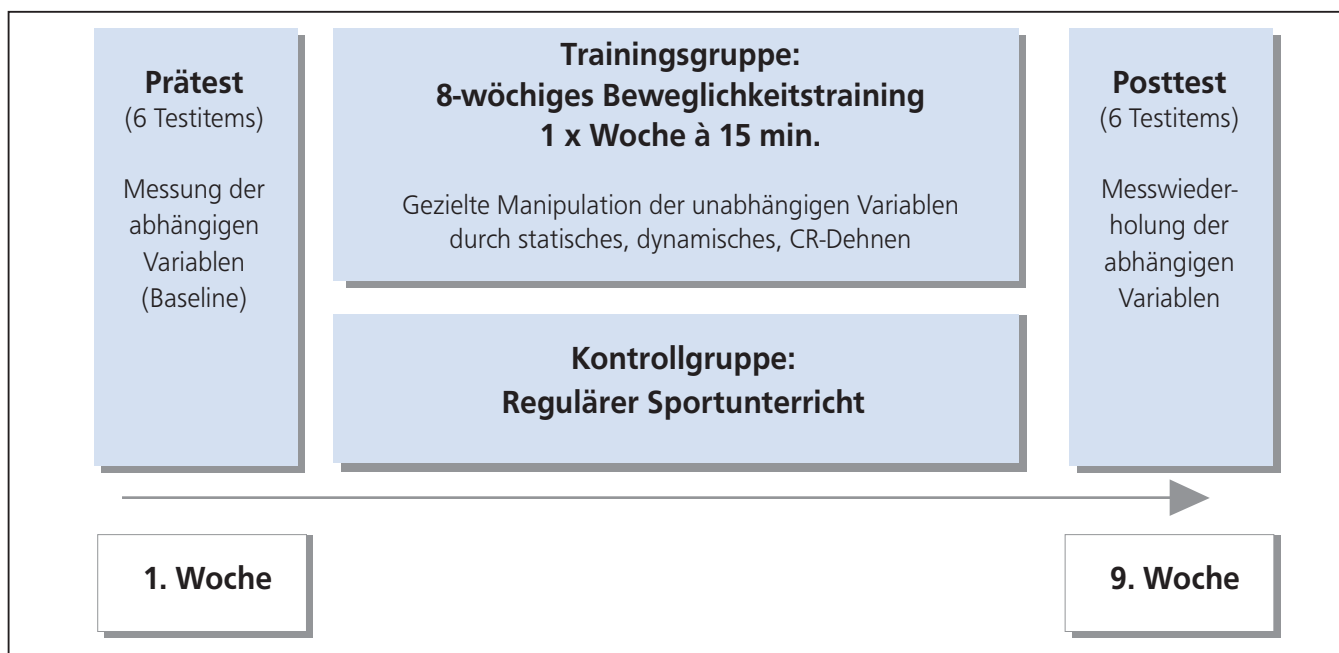 Prätest
(6 Testitems)
Messung der
abhängigen
Variablen
(Baseline)
Trainingsgruppe:
8-wöchiges Beweglichkeitstraining
1 x Woche à 15 min.
Gezielte Manipulation der unabhängigen Variablen
durch statisches, dynamisches, CR-Dehnen
Kontrollgruppe:
Regulärer Sportunterricht
Posttest
(6 Testitems)
Messwieder-
holung der
abhängigen
Variablen
1. Woche
9. Woche